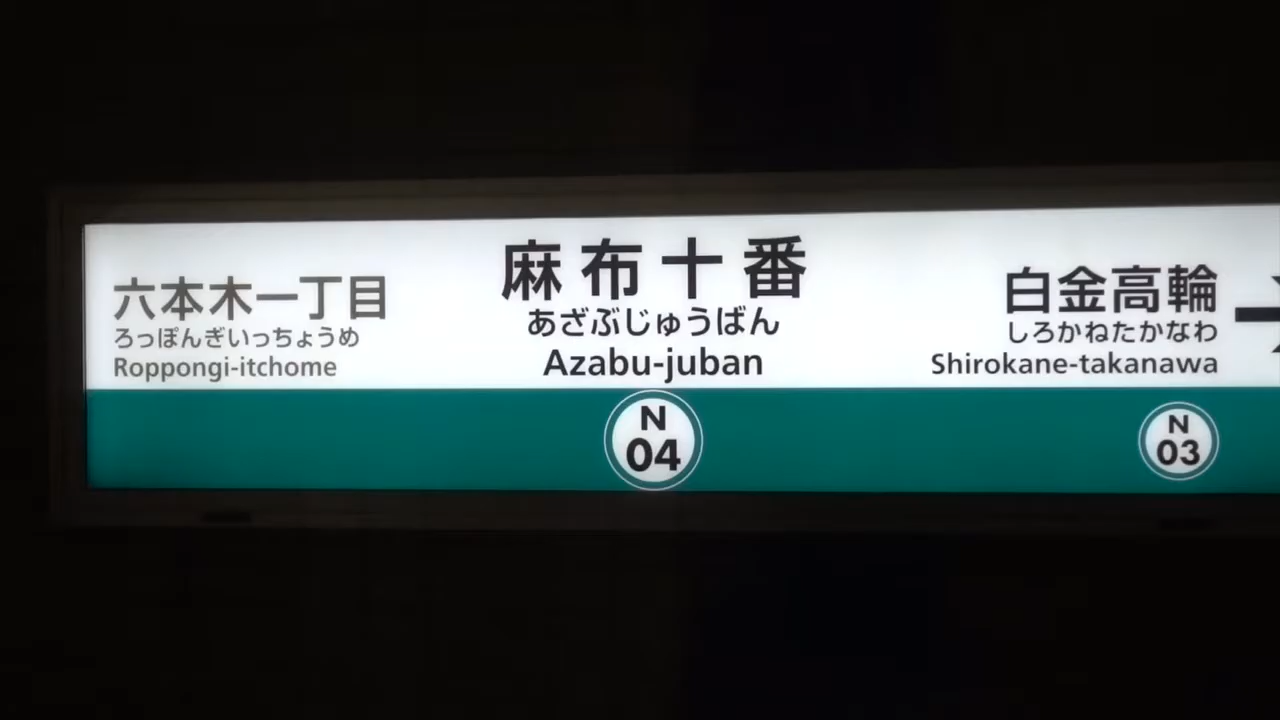 六本木一丁目
ろっぽんぎいっちょうめ
Roppongi-itchome
麻布十番
あざぶじゅうばん
Azabu-juban
N
04
白金高輪
しろかねたかなわ
Shirokane-takanawa
N
03